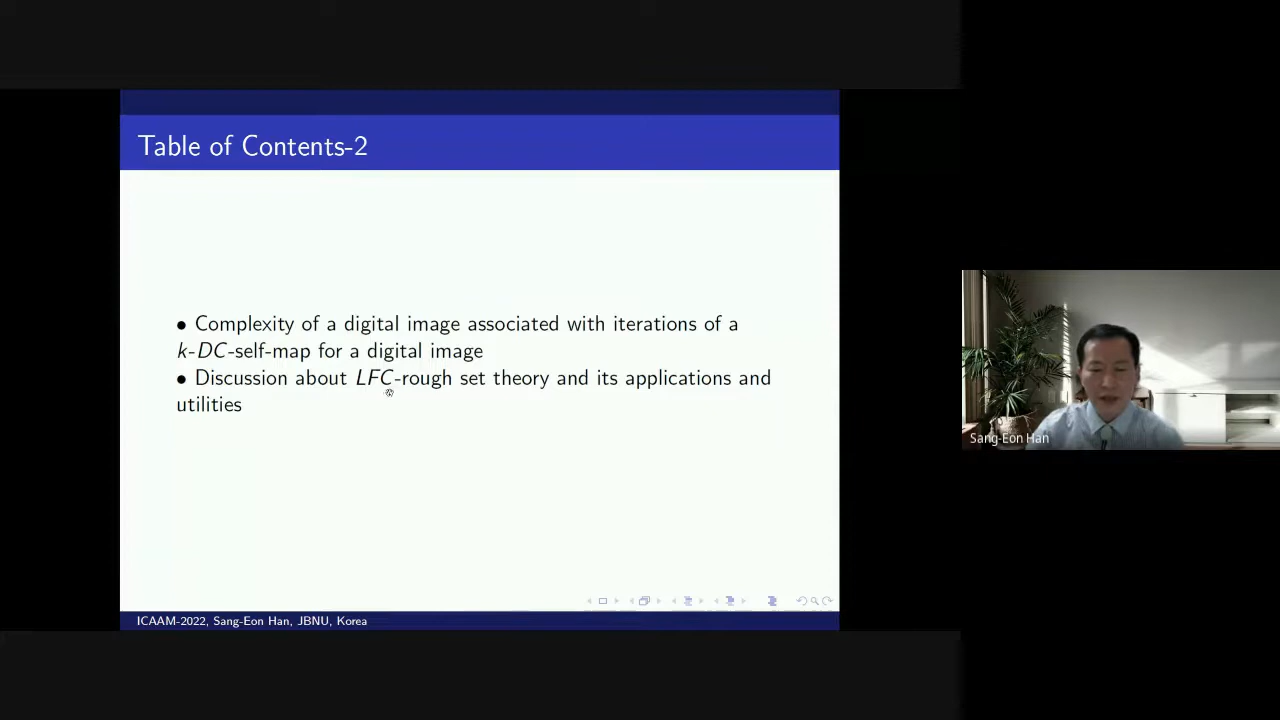 Table of Contents-2
• Complexity of a digital image associated with iterations of a
k-DC-self-map for a digital image
• Discussion about LFC-rough set theory and its applications and
utilities
ICAAM-2022, Sang-Eon Han, JBNU, Korea
Sang-Eon Han